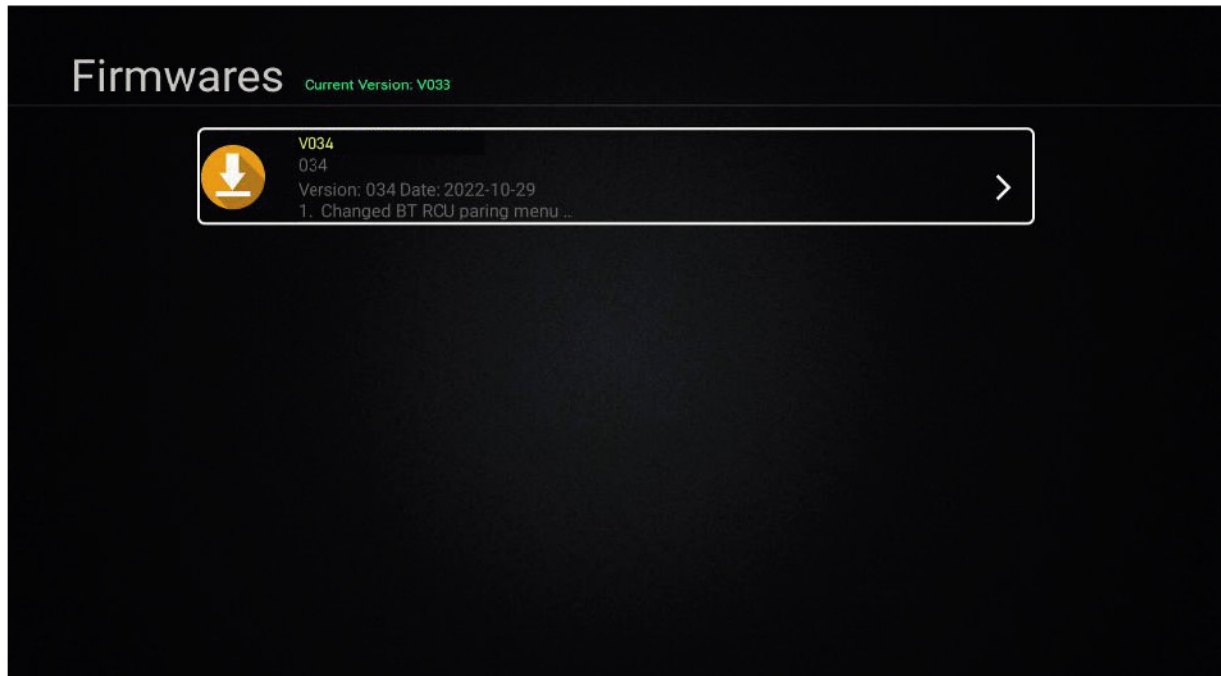 Firmwares
Current Version: V033
V034
034
Version: 034 Date: 2022-10-29
1. Changed BT RCU paring menu ..